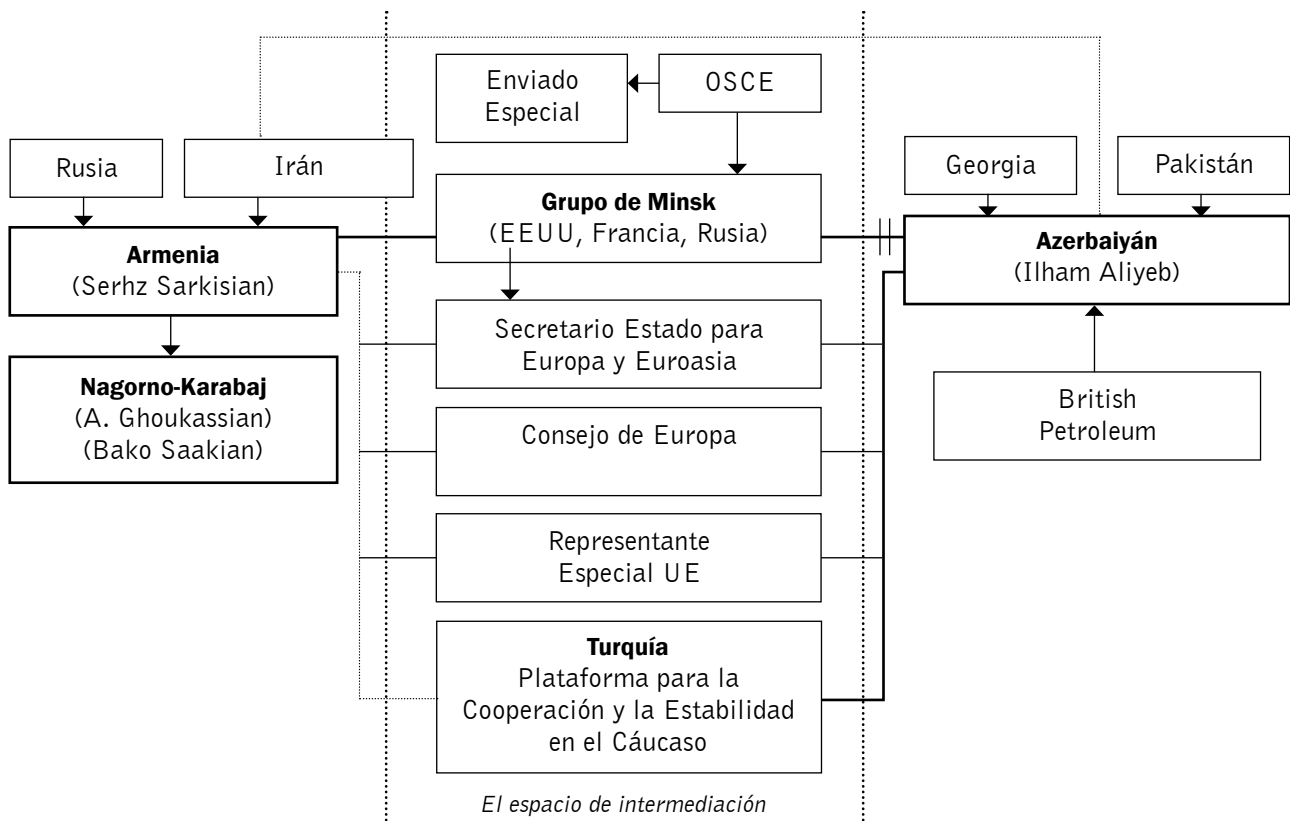 Enviado
Especial
OSCE
Rusia
Irán
Georgia
Pakistán
Grupo de Minsk
(EEUU, Francia, Rusia)
Armenia
(Serhz Sarkisian)
Azerbaiyán
(Ilham Aliyeb)
Secretario Estado para
Europa y Euroasia
Nagorno-Karabaj
(A. Ghoukassian)
(Bako Saakian)
British
Petroleum
Consejo de Europa
Representante
Especial UE
Turquía
Plataforma para la
Cooperación y la Estabilidad
en el Cáucaso
El espacio de intermediación